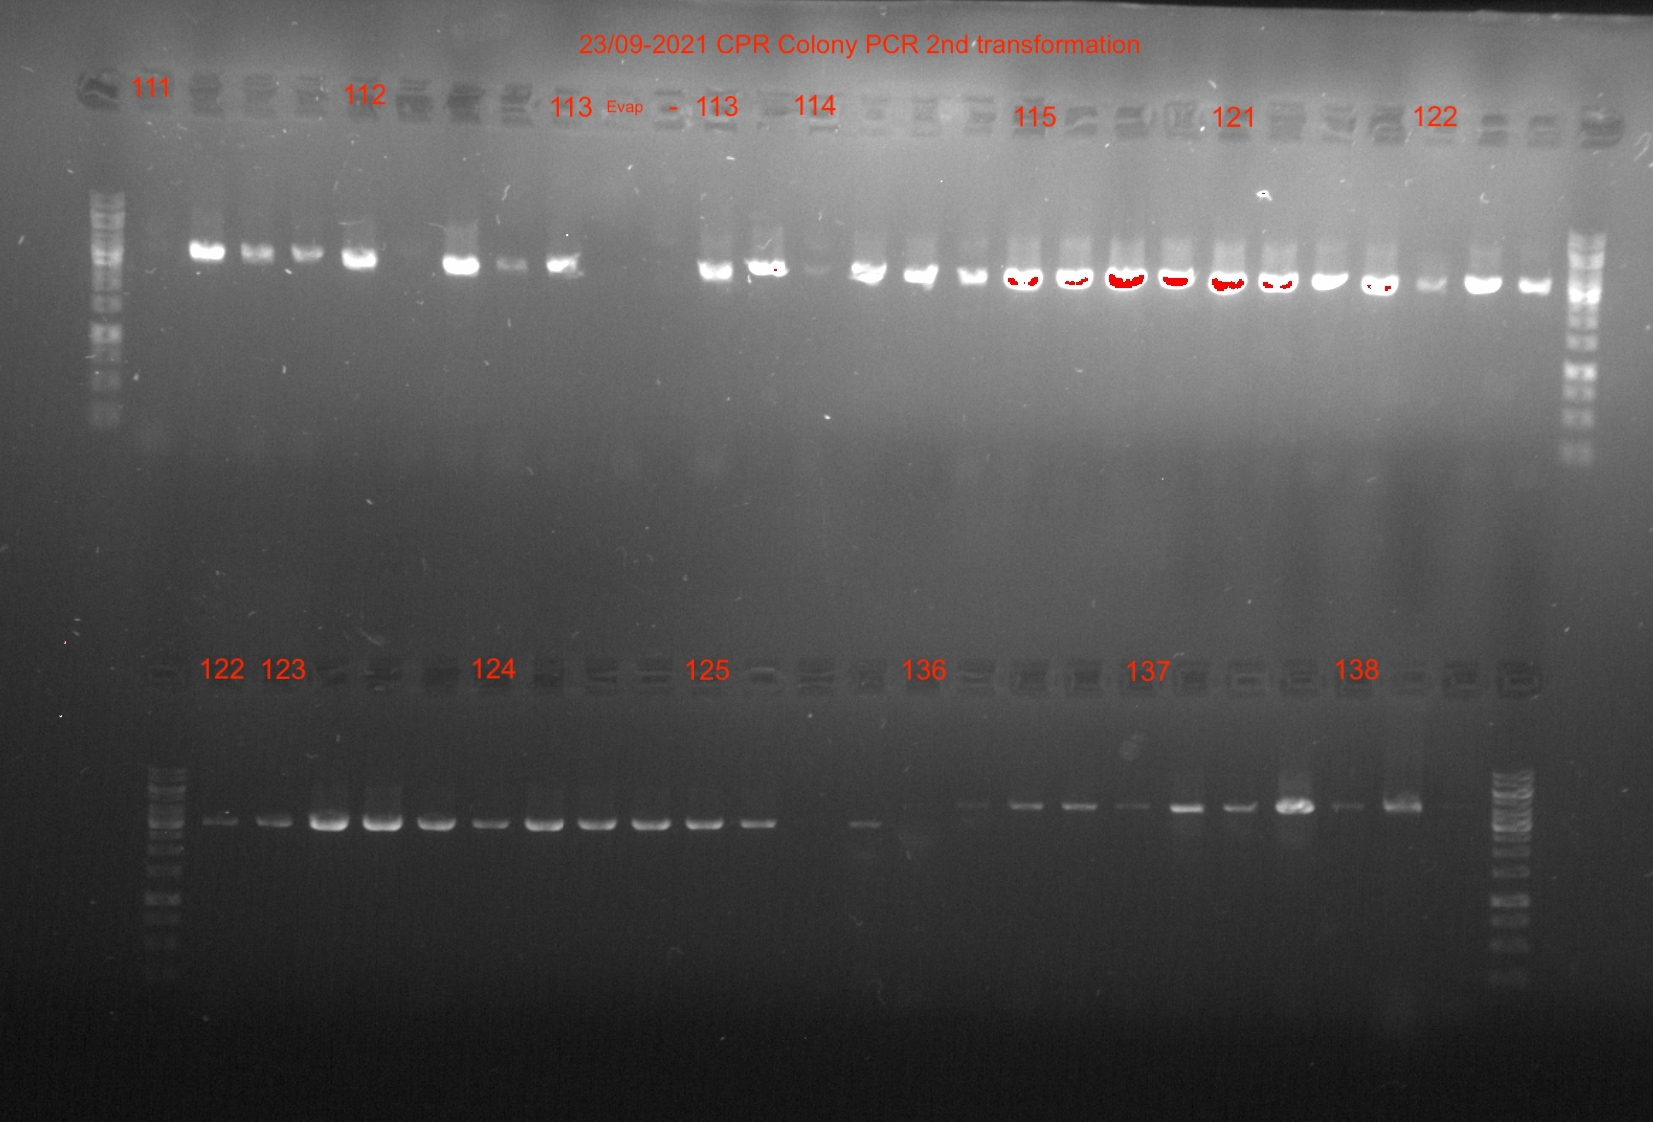 23/09-2021 CPR Colony PCR 2nd transformation
111 112 113 Evap - 113 114 115 121 122
122 123 124 125 136 137 138